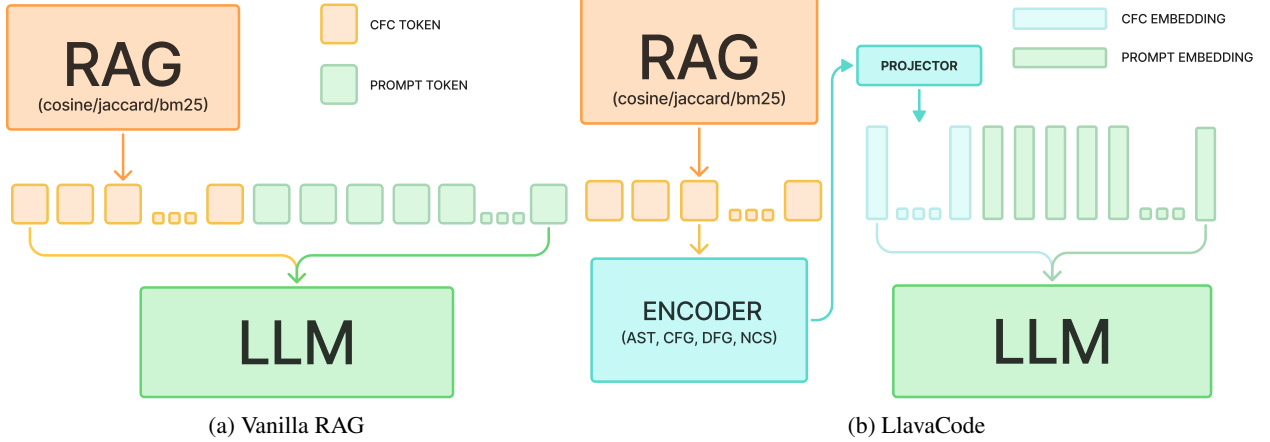 RAG
(cosine/jaccard/bm25)
CFC TOKEN
PROMPT TOKEN
LLM
(a) Vanilla RAG
RAG
(cosine/jaccard/bm25)
ENCODER
(AST, CFG, DFG, NCS)
PROJECTOR
CFC EMBEDDING
PROMPT EMBEDDING
LLM
(b) LlavaCode